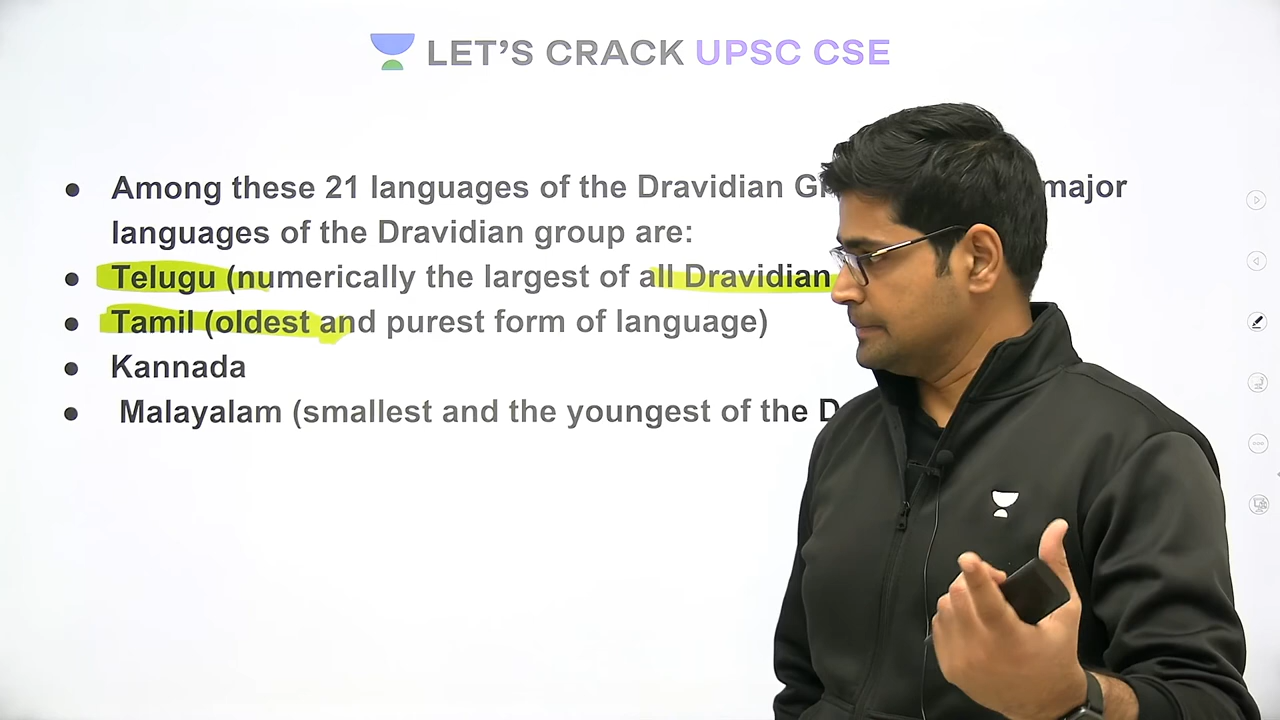 LET'S CRACK UPSC CSE
● Among these 21 languages of the Dravidian major
languages of the Dravidian group are:
● Telugu (numerically the largest of all Dravidian
● Tamil (oldest and purest form of language)
● Kannada
● Malayalam (smallest and the youngest of the